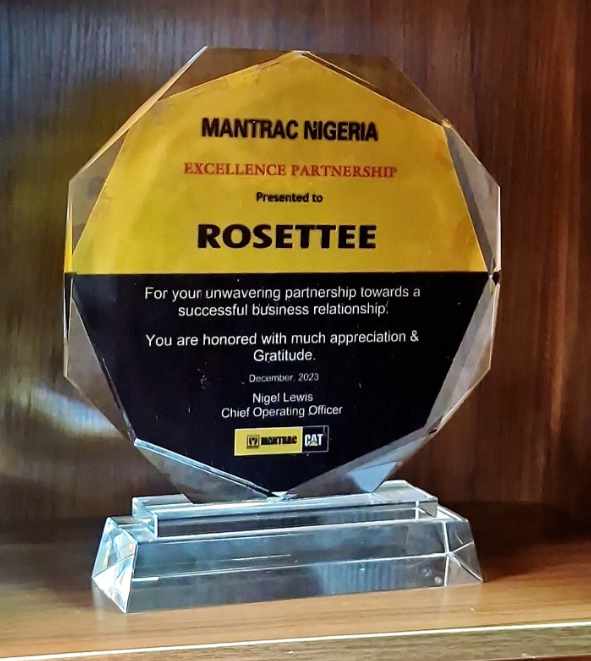 MANTRAC NIGERIA
EXCELLENCE PARTNERSHIP
Presented to
ROSETTEE
For your unwavering partnership towards a
successful business relationship.
You are honored with much appreciation &
Gratitude.
December, 2023
Nigel Lewis
Chief Operating Officer
MANTRAC CAT